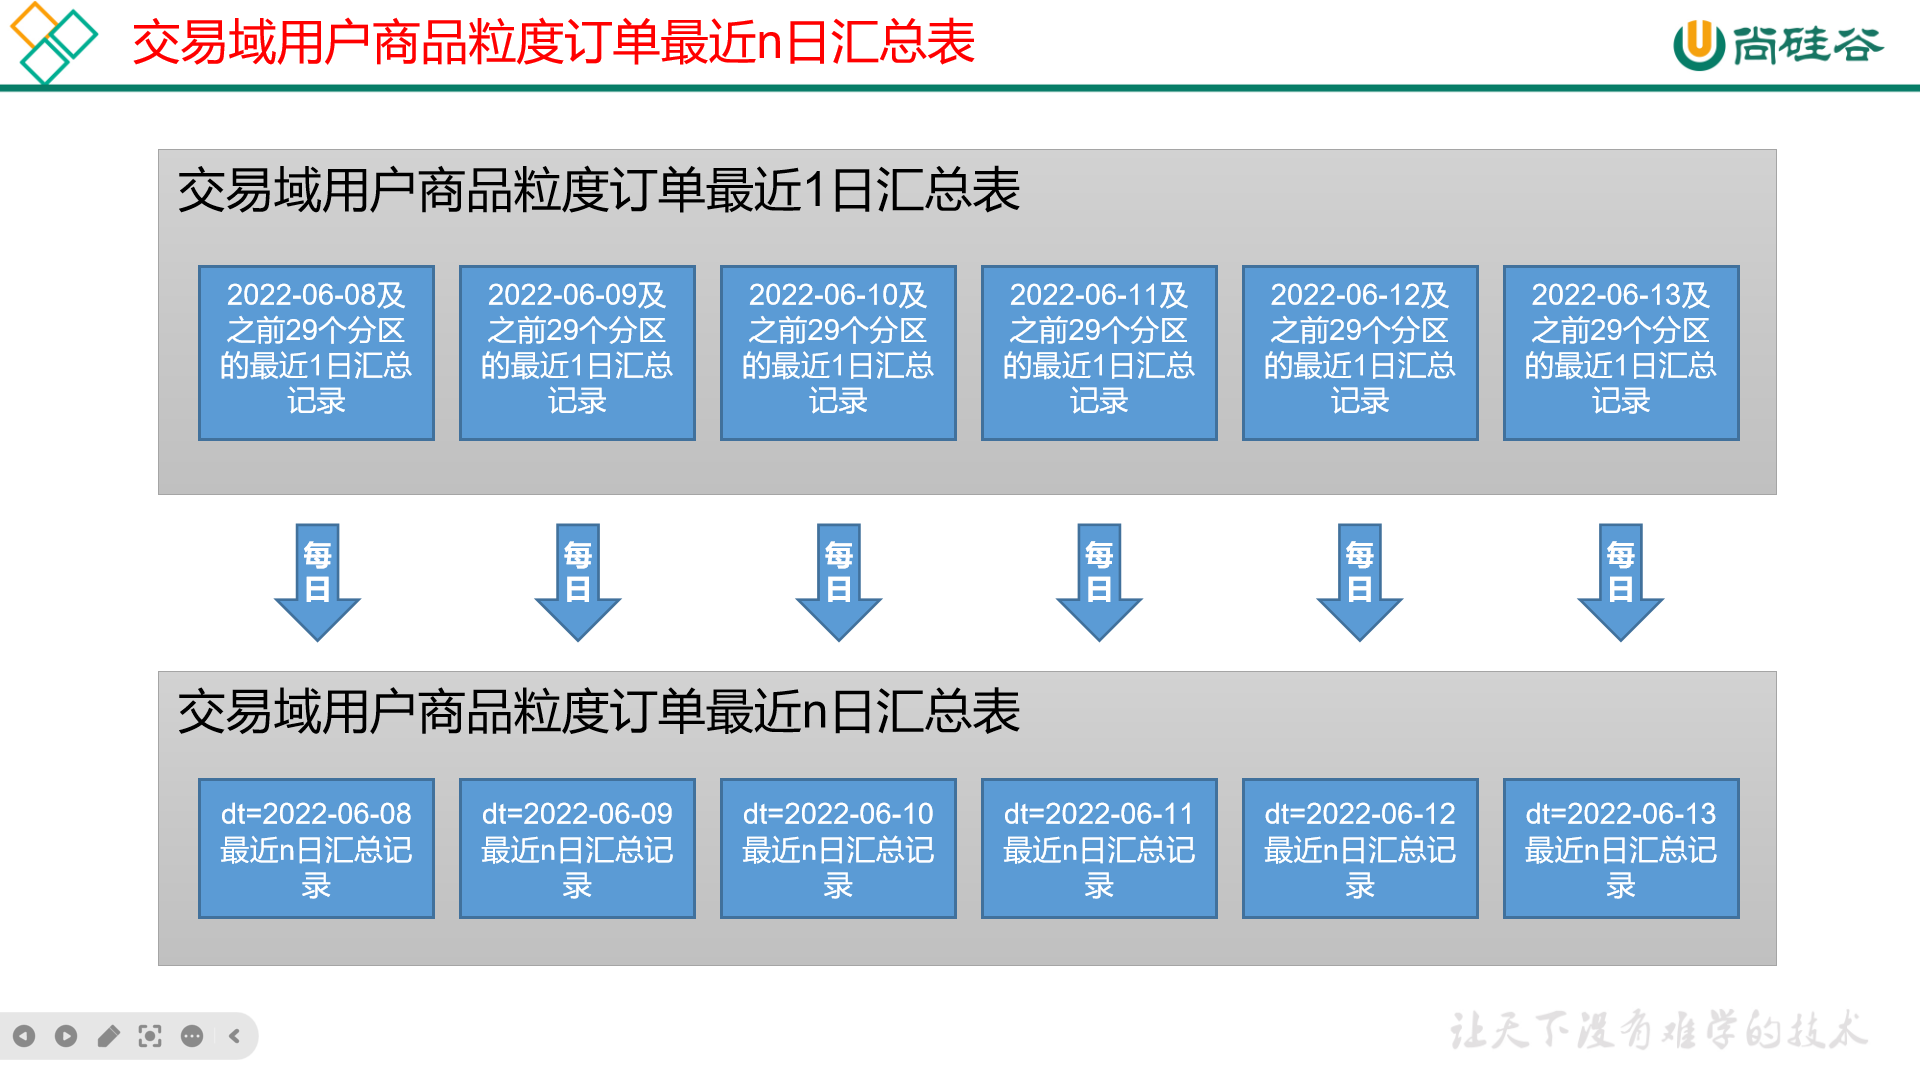 交易域用户商品粒度订单最近n日汇总表
尚硅谷
交易域用户商品粒度订单最近1日汇总表
2022-06-08及
之前29个分区
的最近1日汇总
记录
2022-06-09及
之前29个分区
的最近1日汇总
记录
2022-06-10及
之前29个分区
的最近1日汇总
记录
2022-06-11及
之前29个分区
的最近1日汇总
记录
2022-06-12及
之前29个分区
的最近1日汇总
记录
2022-06-13及
之前29个分区
的最近1日汇总
记录
每
日
每
日
每
日
每
日
每
日
每
日
交易域用户商品粒度订单最近n日汇总表
dt=2022-06-08
最近n日汇总记
录
dt=2022-06-09
最近n日汇总记
录
dt=2022-06-10
最近n日汇总记
录
dt=2022-06-11
最近n日汇总记
录
dt=2022-06-12
最近n日汇总记
录
dt=2022-06-13
最近n日汇总记
录
让天下没有难学的技术